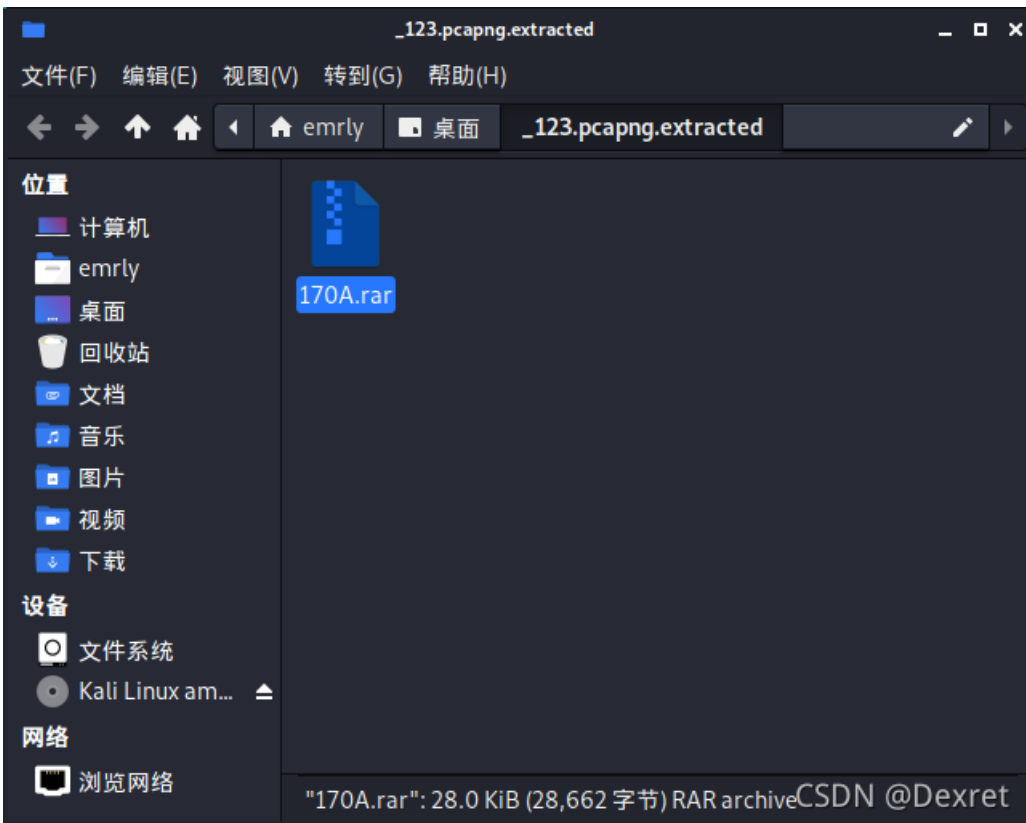 _123.pcapng.extracted
文件(F) 编辑(E) 视图(V) 转到(G) 帮助(H)
emrly 桌面 _123.pcapng.extracted
位置
计算机
emrly
桌面
回收站
文档
音乐
图片
视频
下载
设备
文件系统
Kali Linux am...
网络
浏览网络
170A.rar
"170A.rar": 28.0 KiB (28,662 字节) RAR archive
CSDN @Dexret